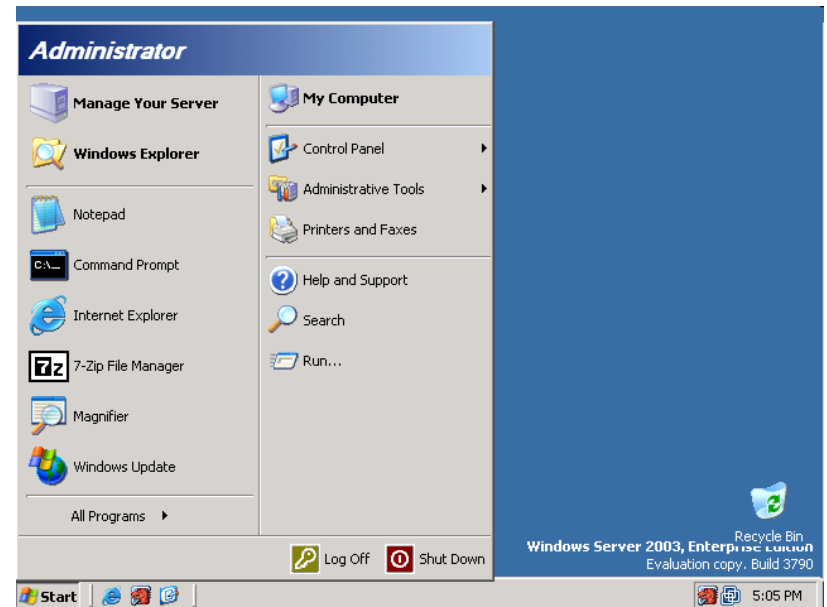 Administrator
Manage Your Server
Windows Explorer
Notepad
C:\_
Command Prompt
Internet Explorer
7z
7-Zip File Manager
Magnifier
Windows Update
All Programs
My Computer
Control Panel
Administrative Tools
Printers and Faxes
Help and Support
Search
Run...
Log Off
Shut Down
Recycle Bin
Windows Server 2003, Enterprise Edition
Evaluation copy. Build 3790
Start
5:05 PM